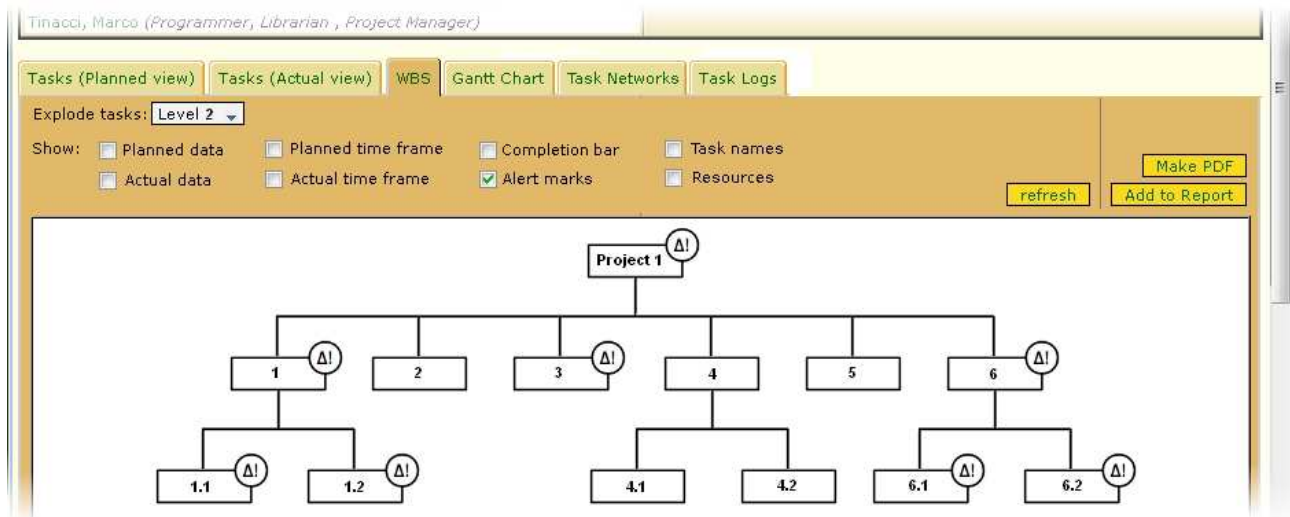 Tinacci, Marco (Programmer, Librarian , Project Manager)
Tasks (Planned view) Tasks (Actual view) WBS Gantt Chart Task Networks Task Logs
Explode tasks: Level 2
Show: Planned data Planned time frame Completion bar Task names
Actual data Actual time frame Alert marks Resources
Make PDF
refresh Add to Report
Project 1 Δ!
1 Δ! 2 3 Δ! 4 5 6 Δ!
1.1 Δ! 1.2 Δ! 4.1 4.2 6.1 Δ! 6.2 Δ!